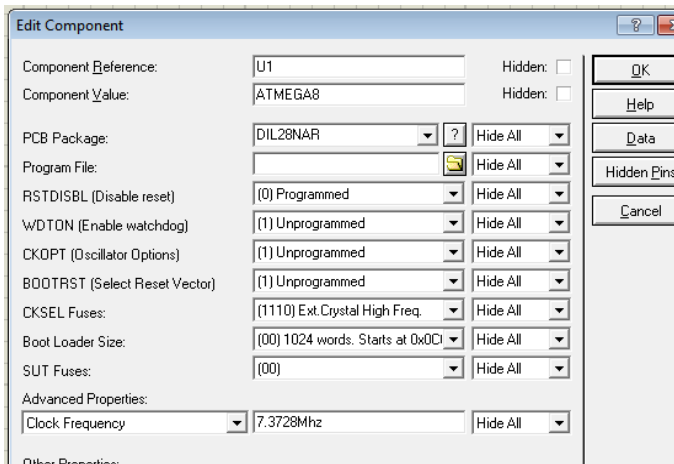 Edit Component
Component Reference: U1 Hidden: OK
Component Value: ATMEGA8 Hidden: Help
PCB Package: DIL28NAR ? Hide All Data
Program File: Hide All Hidden Pins
RSTDISBL (Disable reset) (0) Programmed Hide All
WDTON (Enable watchdog) (1) Unprogrammed Hide All Cancel
CKOPT (Oscillator Options) (1) Unprogrammed Hide All
BOOTRST (Select Reset Vector) (1) Unprogrammed Hide All
CKSEL Fuses: (1110) Ext.Crystal High Freq. Hide All
Boot Loader Size: (00) 1024 words. Starts at Hide All
SUT Fuses: (00) Hide All
Advanced Properties:
Clock Frequency 7.3728Mhz Hide All
Other Properties: